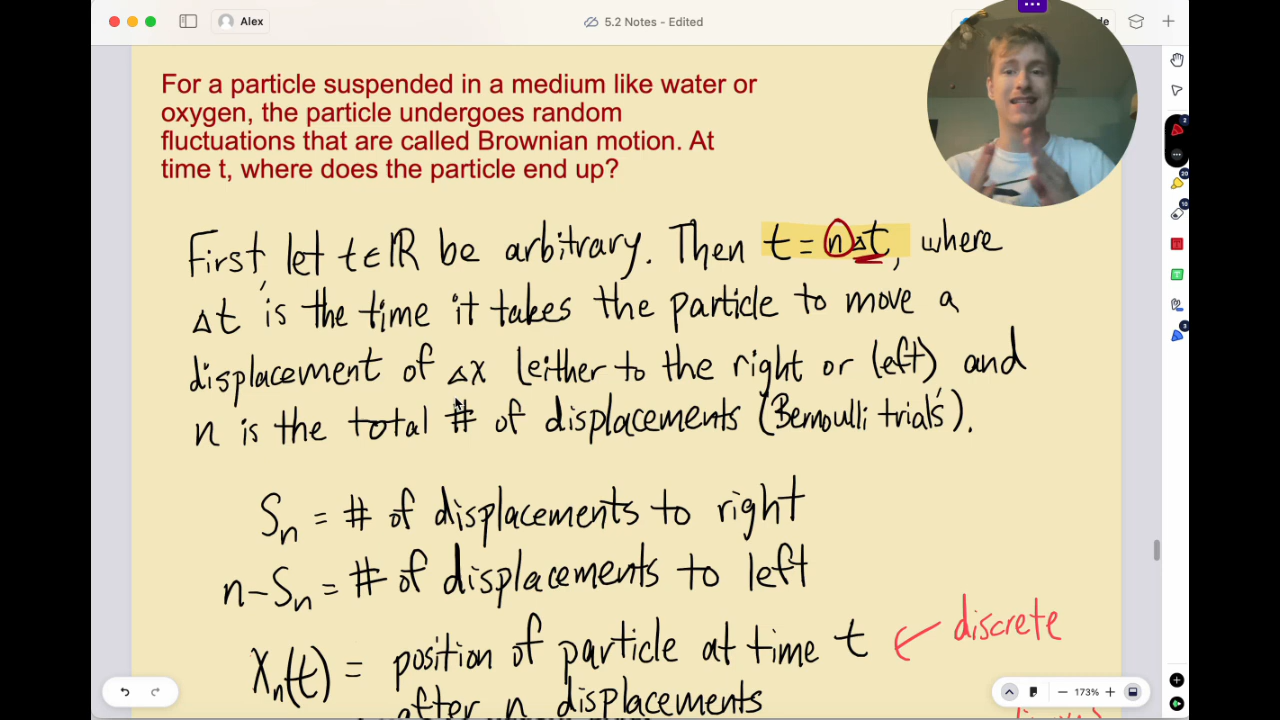 Alex
5.2 Notes - Edited
For a particle suspended in a medium like water or
oxygen, the particle undergoes random
fluctuations that are called Brownian motion. At
time t, where does the particle end up?
First let t∈ℝ be arbitrary. Then t = nΔt, where
Δt is the time it takes the particle to move a
displacement of Δx (either to the right or left) and
n is the total # of displacements (Bernoulli trials).
Sₙ = # of displacements to right
n-Sₙ = # of displacements to left
Xₙ(t) = position of particle at time t ← discrete
after n displacements
173%